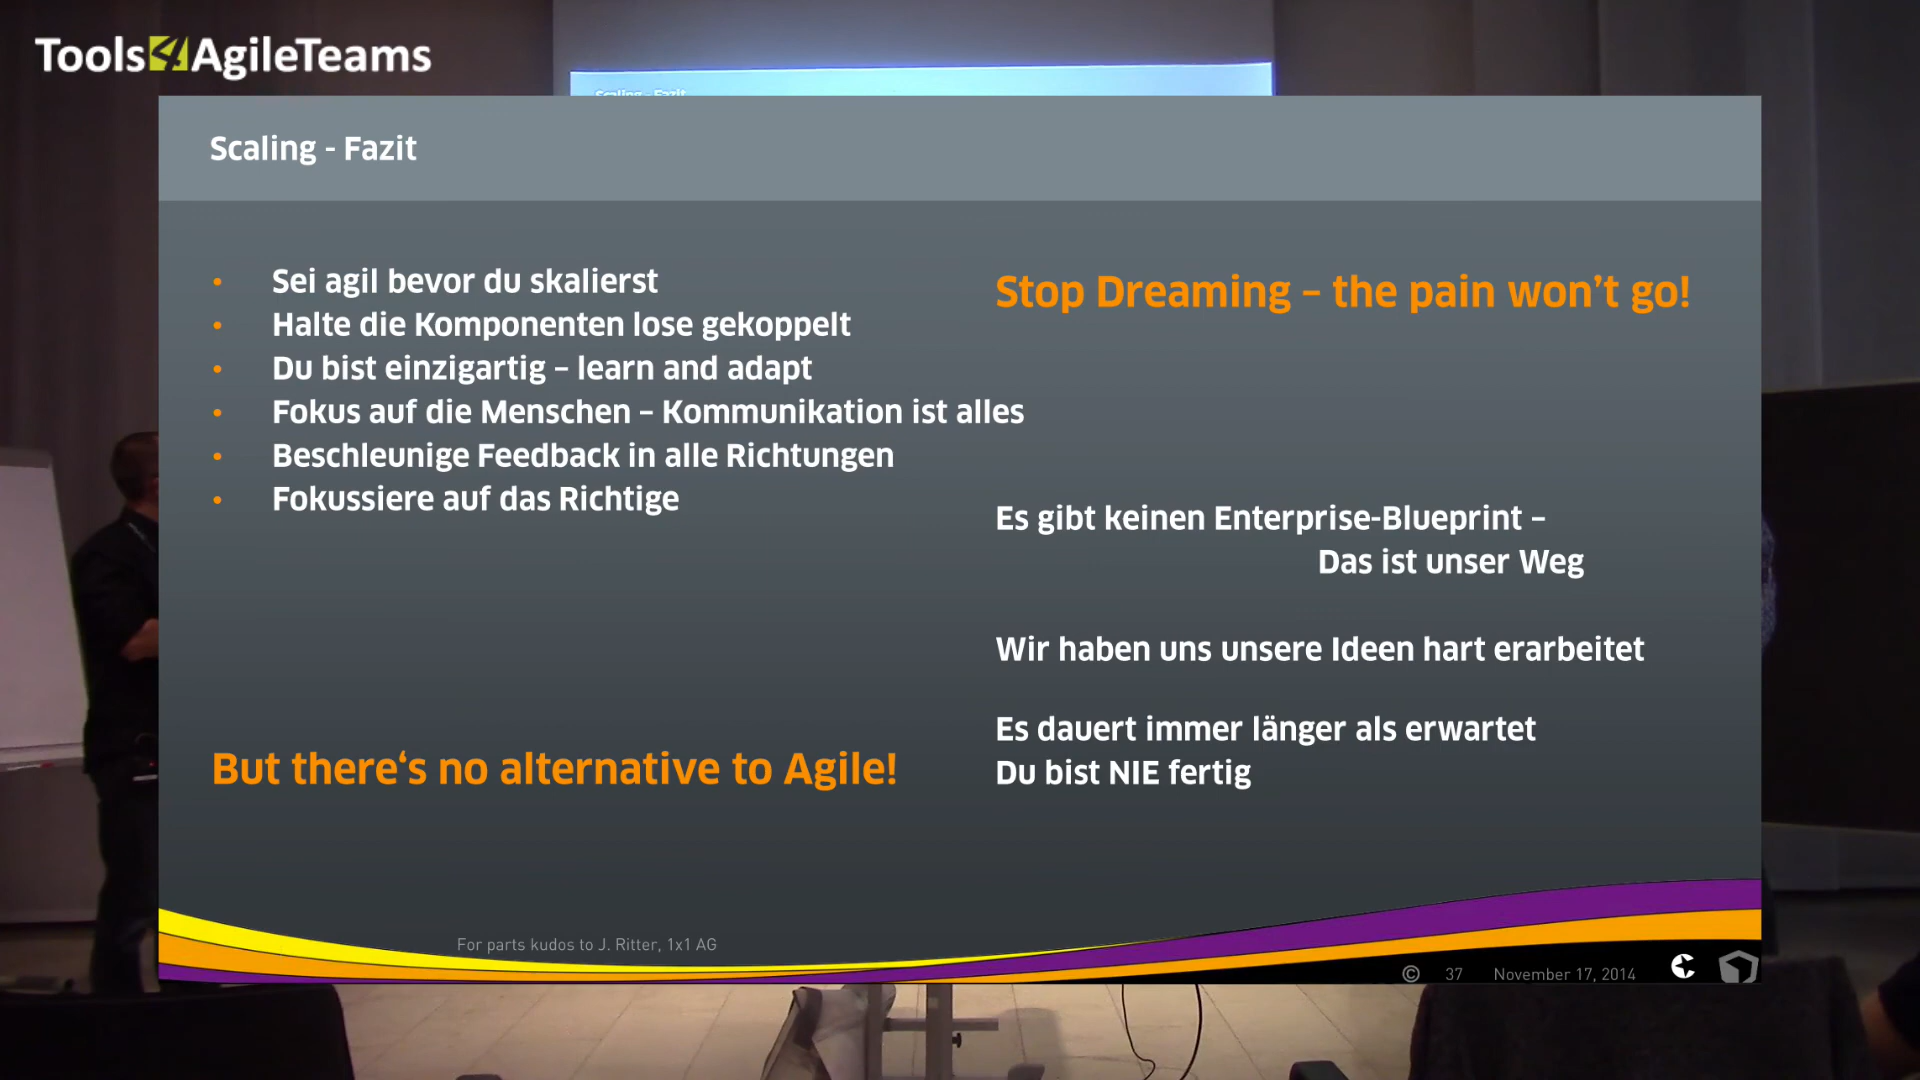 Tools4AgileTeams
Scaling - Fazit
Scaling - Fazit
• Sei agil bevor du skalierst
• Halte die Komponenten lose gekoppelt
• Du bist einzigartig – learn and adapt
• Fokus auf die Menschen – Kommunikation ist alles
• Beschleunige Feedback in alle Richtungen
• Fokussiere auf das Richtige
But there‘s no alternative to Agile!
Stop Dreaming – the pain won’t go!
Es gibt keinen Enterprise-Blueprint –
Das ist unser Weg
Wir haben uns unsere Ideen hart erarbeitet
Es dauert immer länger als erwartet
Du bist NIE fertig
For parts kudos to J. Ritter, 1x1 AG
© 37 November 17, 2014